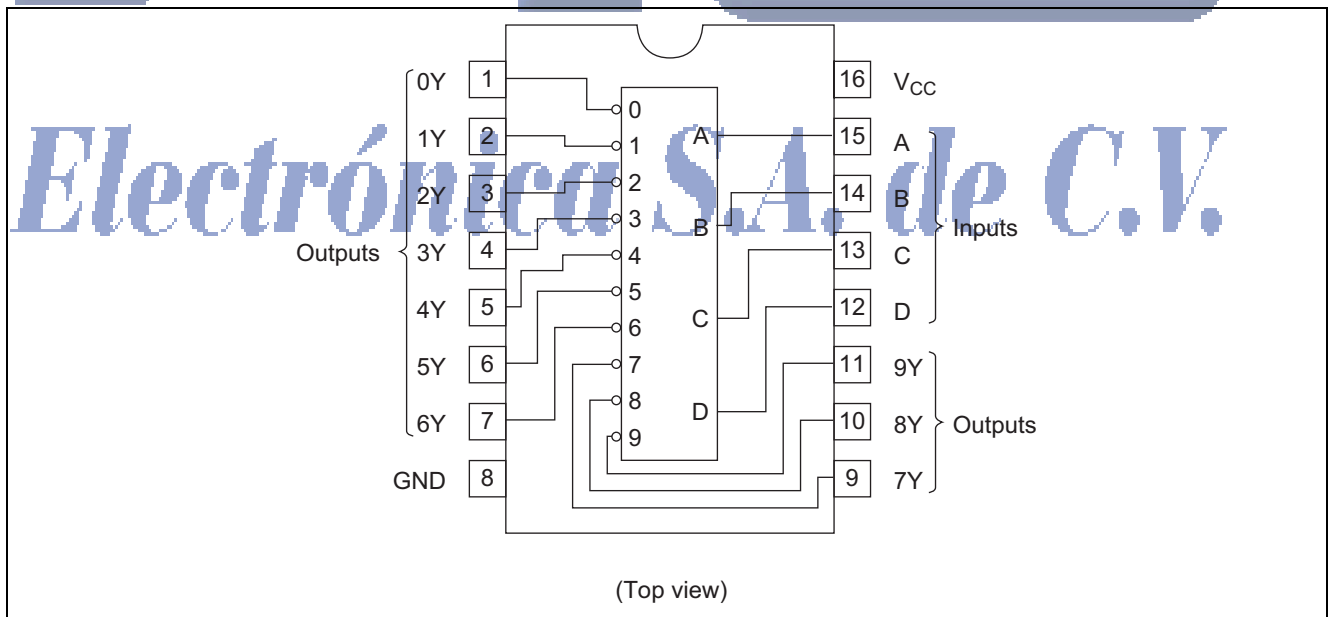 0Y 1 16 VCC
0
1Y 2 1 A 15 A
2Y 3 2 14 B
3 B
Outputs 3Y 4 4 13 C Inputs
4Y 5 5 C 12 D
6
5Y 6 7 11 9Y
8 D
6Y 7 9 10 8Y Outputs
GND 8 9 7Y
(Top view)
Electrónica S.A. de C.V.